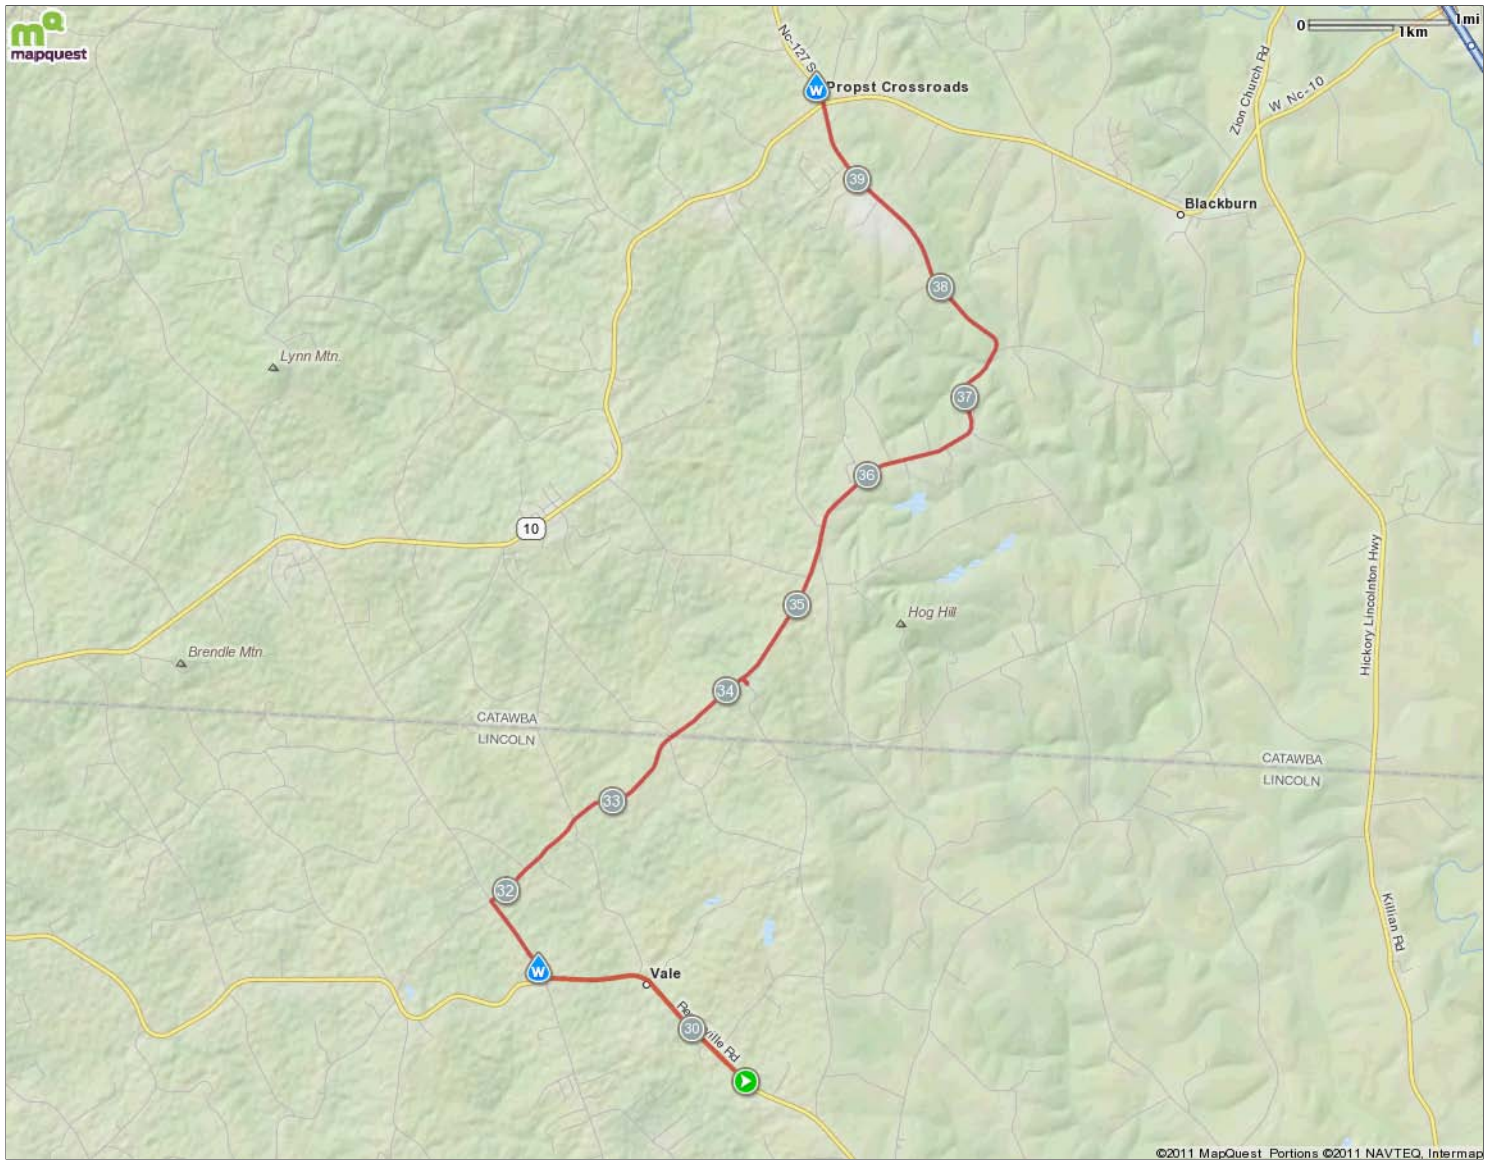 mapquest
0
1mi
1km
Nc-127 S
W
Propst Crossroads
Zion Church Rd
W Nc-10
39
Blackburn
38
Lynn Mtn.
37
36
10
Hickory Lincolnton Hwy
35
Hog Hill
Brendle Mtn.
34
CATAWBA
LINCOLN
CATAWBA
LINCOLN
33
32
Killian Rd
W
Vale
30
ville Rd
©2011 MapQuest Portions ©2011 NAVTEQ, Intermap